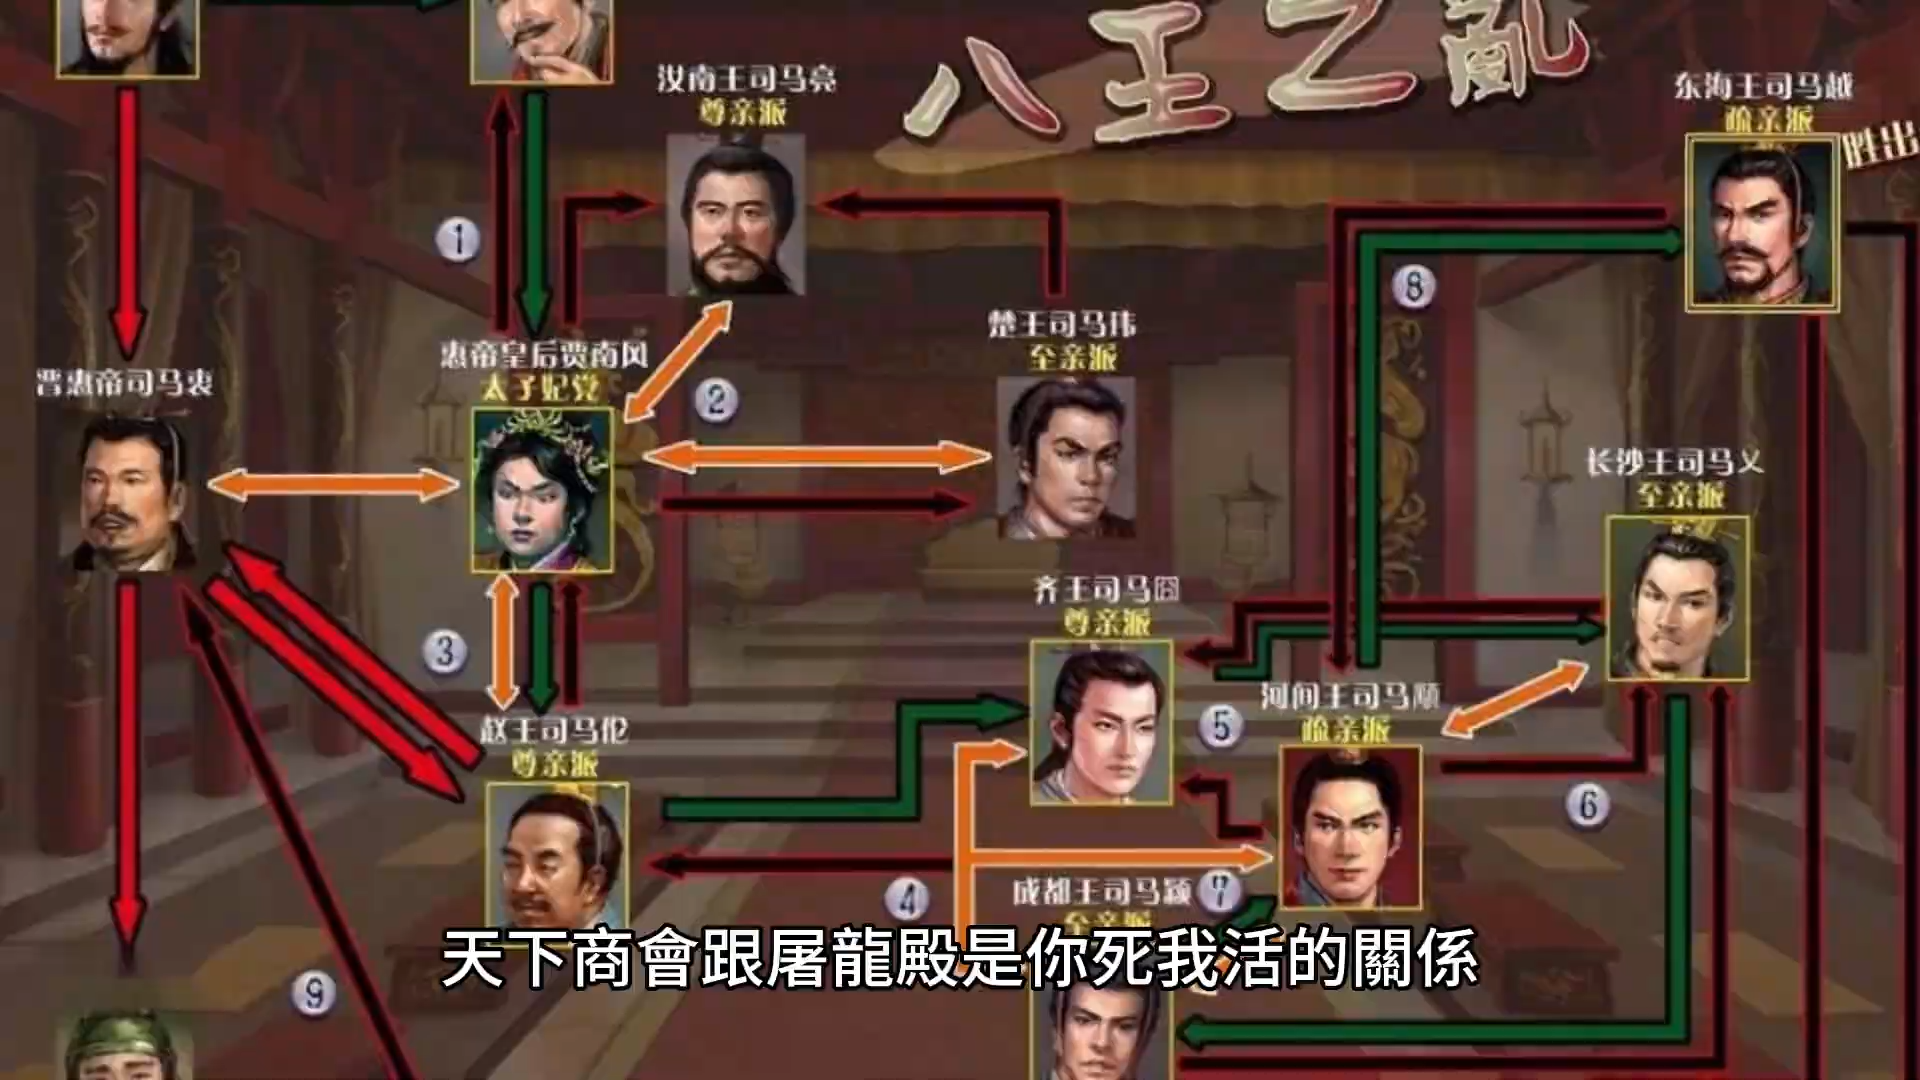 八王之亂
汝南王司马亮
尊亲派
东海王司马越
疏亲派
胜出
①
⑧
楚王司马玮
至亲派
惠帝皇后贾南风
太子妃党
晋惠帝司马衷
②
长沙王司马乂
至亲派
齐王司马囧
尊亲派
③
河间王司马颙
疏亲派
赵王司马伦
尊亲派
⑤
⑥
④
成都王司马颖
至亲派
⑦
天下商會跟屠龍殿是你死我活的關係
⑨